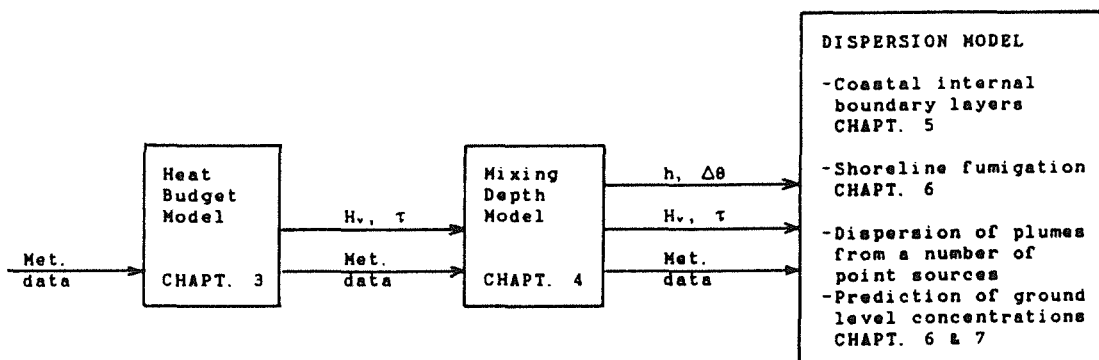 Met.
data
Heat
Budget
Model
CHAPT. 3
Hᵥ, τ
Met.
data
Mixing
Depth
Model
CHAPT. 4
h, Δθ
Hᵥ, τ
Met.
data
DISPERSION MODEL
-Coastal internal
boundary layers
CHAPT. 5
-Shoreline fumigation
CHAPT. 6
-Dispersion of plumes
from a number of
point sources
-Prediction of ground
level concentrations
CHAPT. 6 & 7